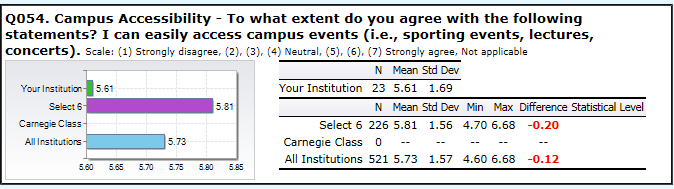 Q054. Campus Accessibility - To what extent do you agree with the following
statements? I can easily access campus events (i.e., sporting events, lectures,
concerts). Scale: (1) Strongly disagree, (2), (3), (4) Neutral, (5), (6), (7) Strongly agree, Not applicable
Your Institution 5.61
Select 6 5.81
Carnegie Class
All Institutions 5.73
5.60 5.65 5.70 5.75 5.80 5.85
N Mean Std Dev
Your Institution 23 5.61 1.69
N Mean Std Dev Min Max Difference Statistical Level
Select 6 226 5.81 1.56 4.70 6.68 -0.20
Carnegie Class 0 -- -- -- -- --
All Institutions 521 5.73 1.57 4.60 6.68 -0.12